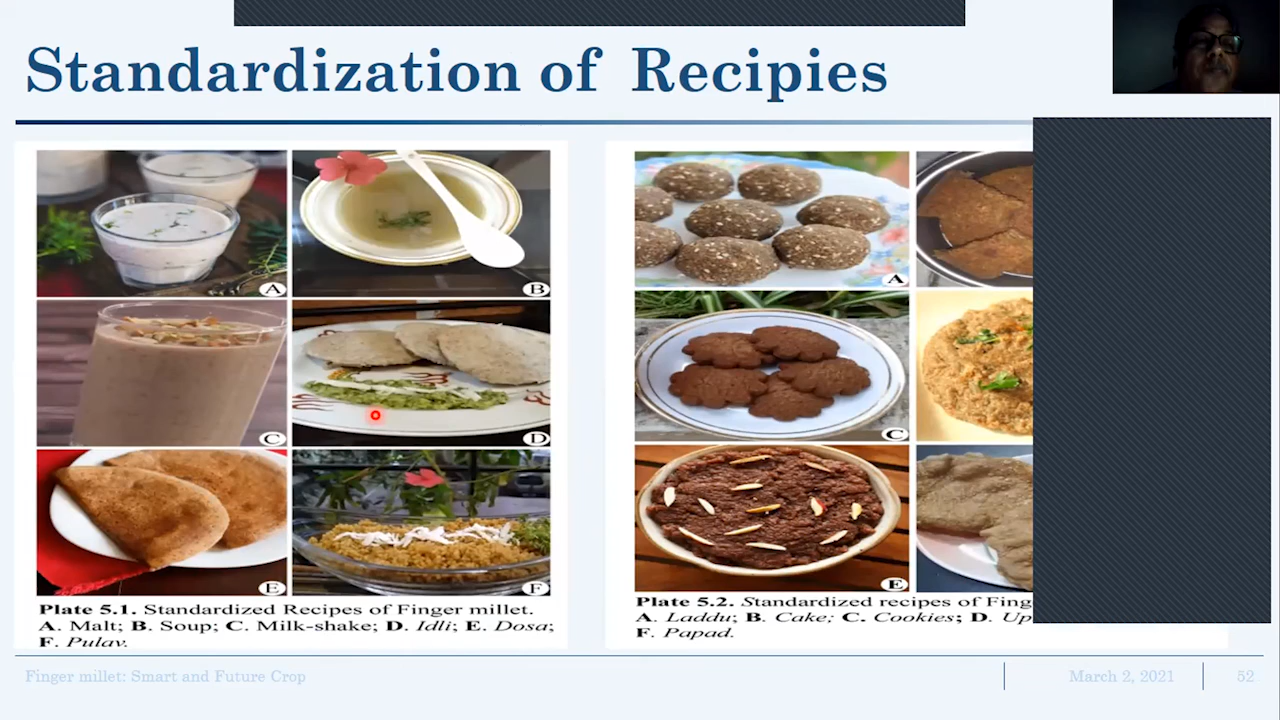 Standardization of Recipies
A
B
C
D
E
F
Plate 5.1. Standardized Recipes of Finger millet.
A. Malt; B. Soup; C. Milk-shake; D. Idli; E. Dosa;
F. Pulav.
A
C
E
Plate 5.2. Standardized recipes of Fing
A. Laddu; B. Cake; C. Cookies; D. Up
F. Papad.
Finger millet: Smart and Future Crop
March 2, 2021
52